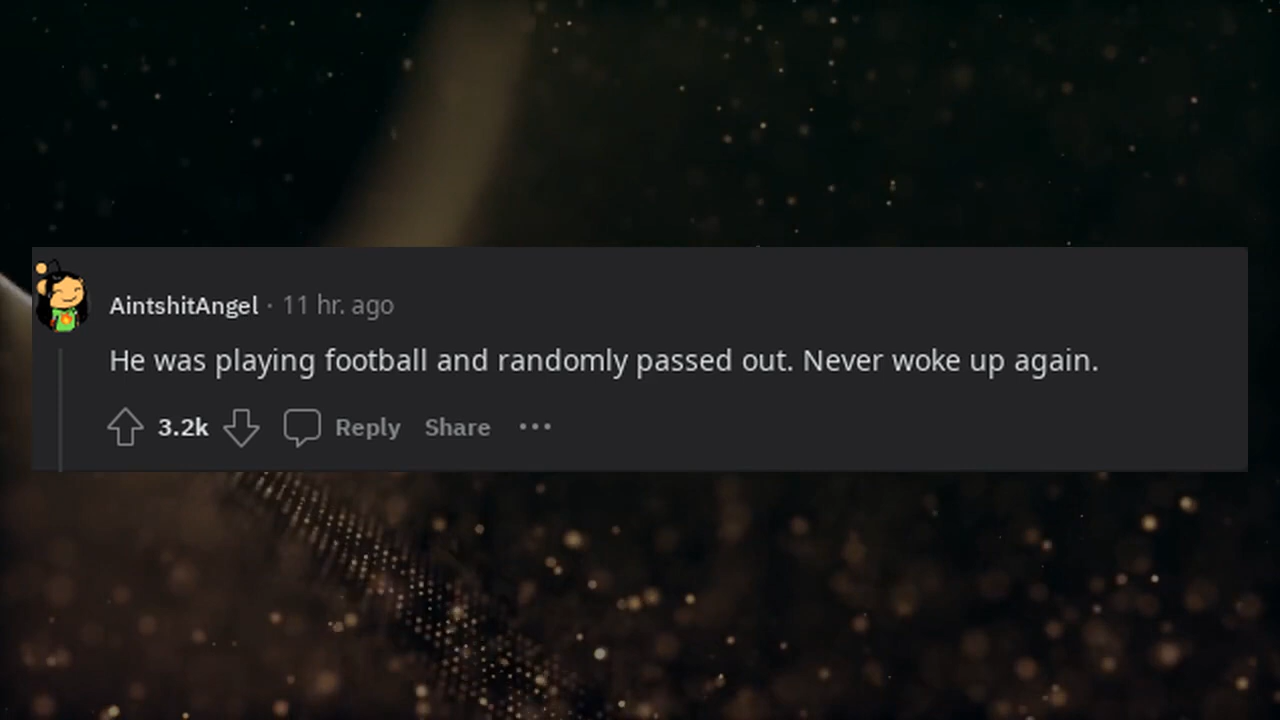 AintshitAngel · 11 hr. ago
He was playing football and randomly passed out. Never woke up again.
3.2k Reply Share •••